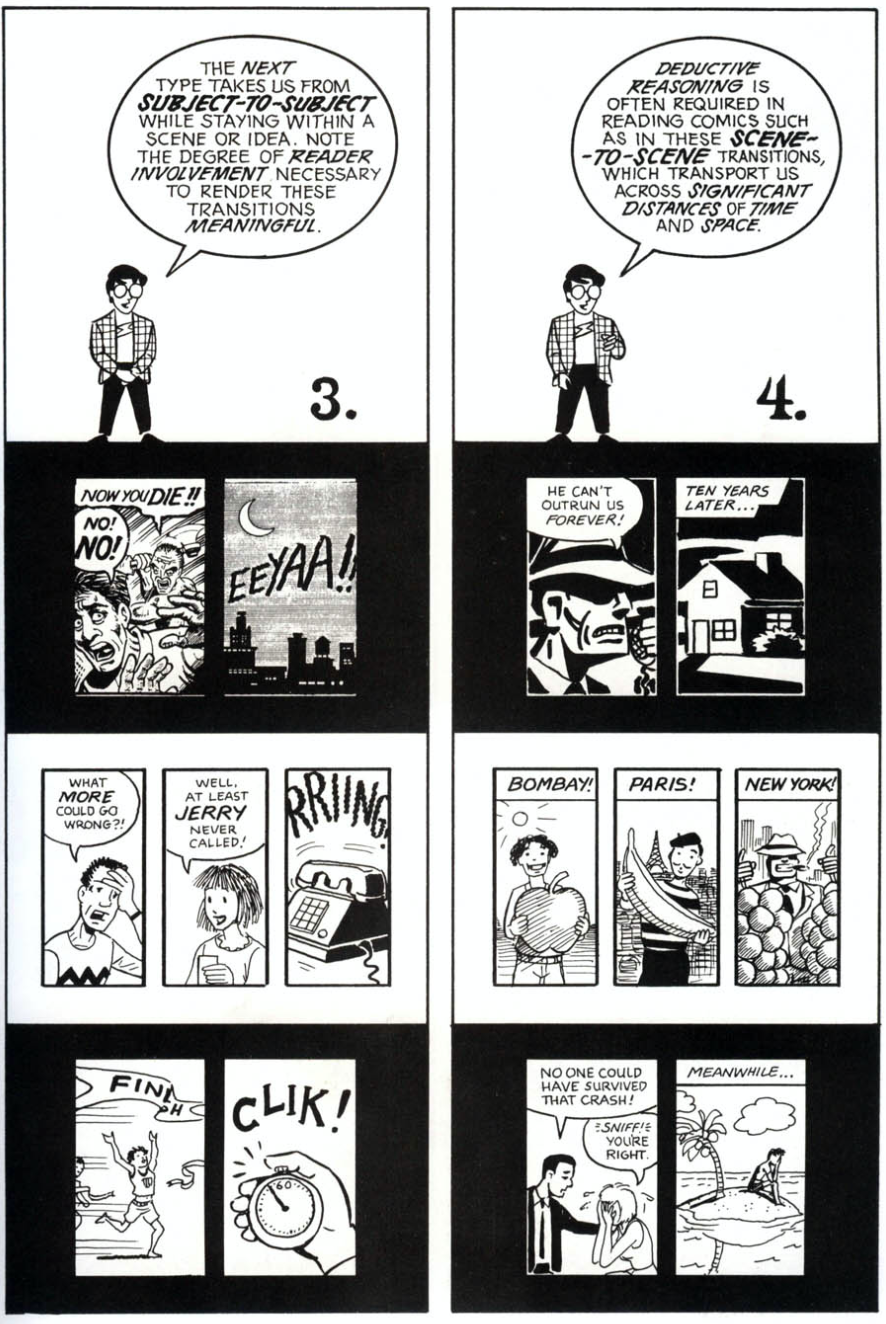 THE NEXT
TYPE TAKES US FROM
SUBJECT-TO-SUBJECT
WHILE STAYING WITHIN A
SCENE OR IDEA. NOTE
THE DEGREE OF READER
INVOLVEMENT NECESSARY
TO RENDER THESE
TRANSITIONS
MEANINGFUL.
3.
NOW YOU DIE!!
NO!
NO!
EEYAA!!
WHAT
MORE
COULD GO
WRONG?!
WELL,
AT LEAST
JERRY
NEVER
CALLED!
RRIING!
FINI
H
CLIK!
60
DEDUCTIVE
REASONING IS
OFTEN REQUIRED IN
READING COMICS SUCH
AS IN THESE SCENE-
-TO-SCENE TRANSITIONS,
WHICH TRANSPORT US
ACROSS SIGNIFICANT
DISTANCES OF TIME
AND SPACE.
4.
HE CAN'T
OUTRUN US
FOREVER!
TEN YEARS
LATER...
BOMBAY!
PARIS!
NEW YORK!
NO ONE COULD
HAVE SURVIVED
THAT CRASH!
SNIFF!
YOU'RE
RIGHT.
MEANWHILE...